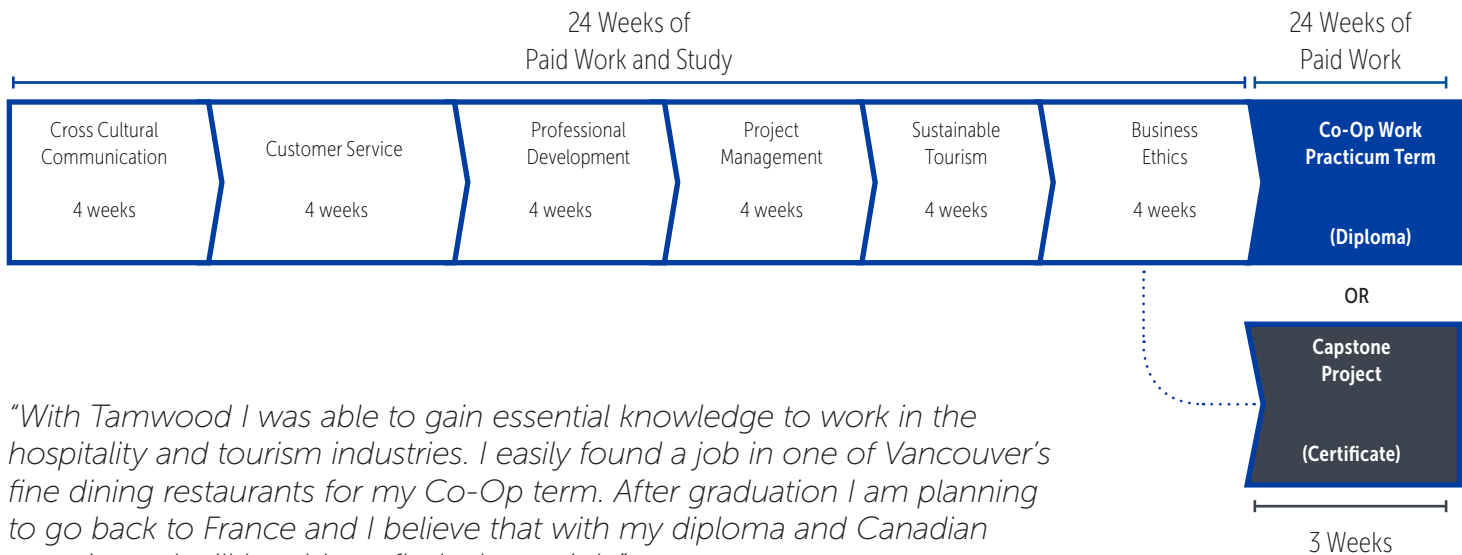 24 Weeks of
Paid Work and Study
24 Weeks of
Paid Work
Cross Cultural
Communication
4 weeks
Customer Service
4 weeks
Professional
Development
4 weeks
Project
Management
4 weeks
Sustainable
Tourism
4 weeks
Business
Ethics
4 weeks
Co-Op Work
Practicum Term
(Diploma)
OR
Capstone
Project
(Certificate)
3 Weeks
"With Tamwood I was able to gain essential knowledge to work in the
hospitality and tourism industries. I easily found a job in one of Vancouver's
fine dining restaurants for my Co-Op term. After graduation I am planning
to go back to France and I believe that with my diploma and Canadian